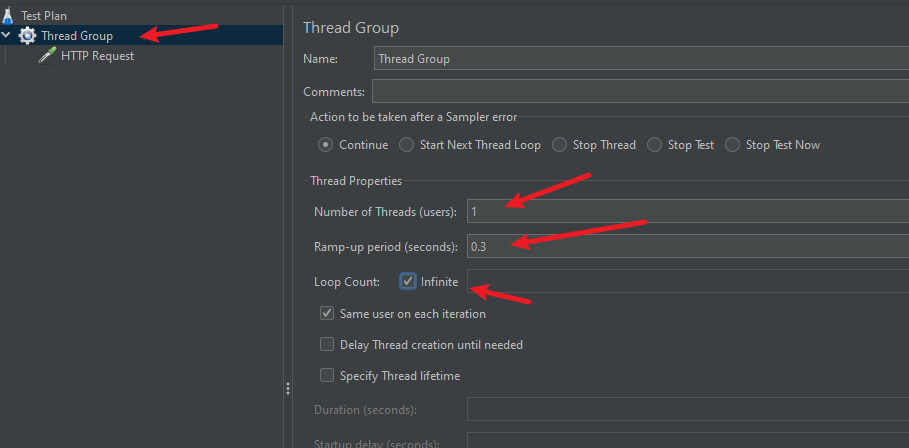 Test Plan
Thread Group
HTTP Request
Thread Group
Name: Thread Group
Comments:
Action to be taken after a Sampler error
Continue Start Next Thread Loop Stop Thread Stop Test Stop Test Now
Thread Properties
Number of Threads (users): 1
Ramp-up period (seconds): 0.3
Loop Count: Infinite
Same user on each iteration
Delay Thread creation until needed
Specify Thread lifetime
Duration (seconds):
Startup delay (seconds):